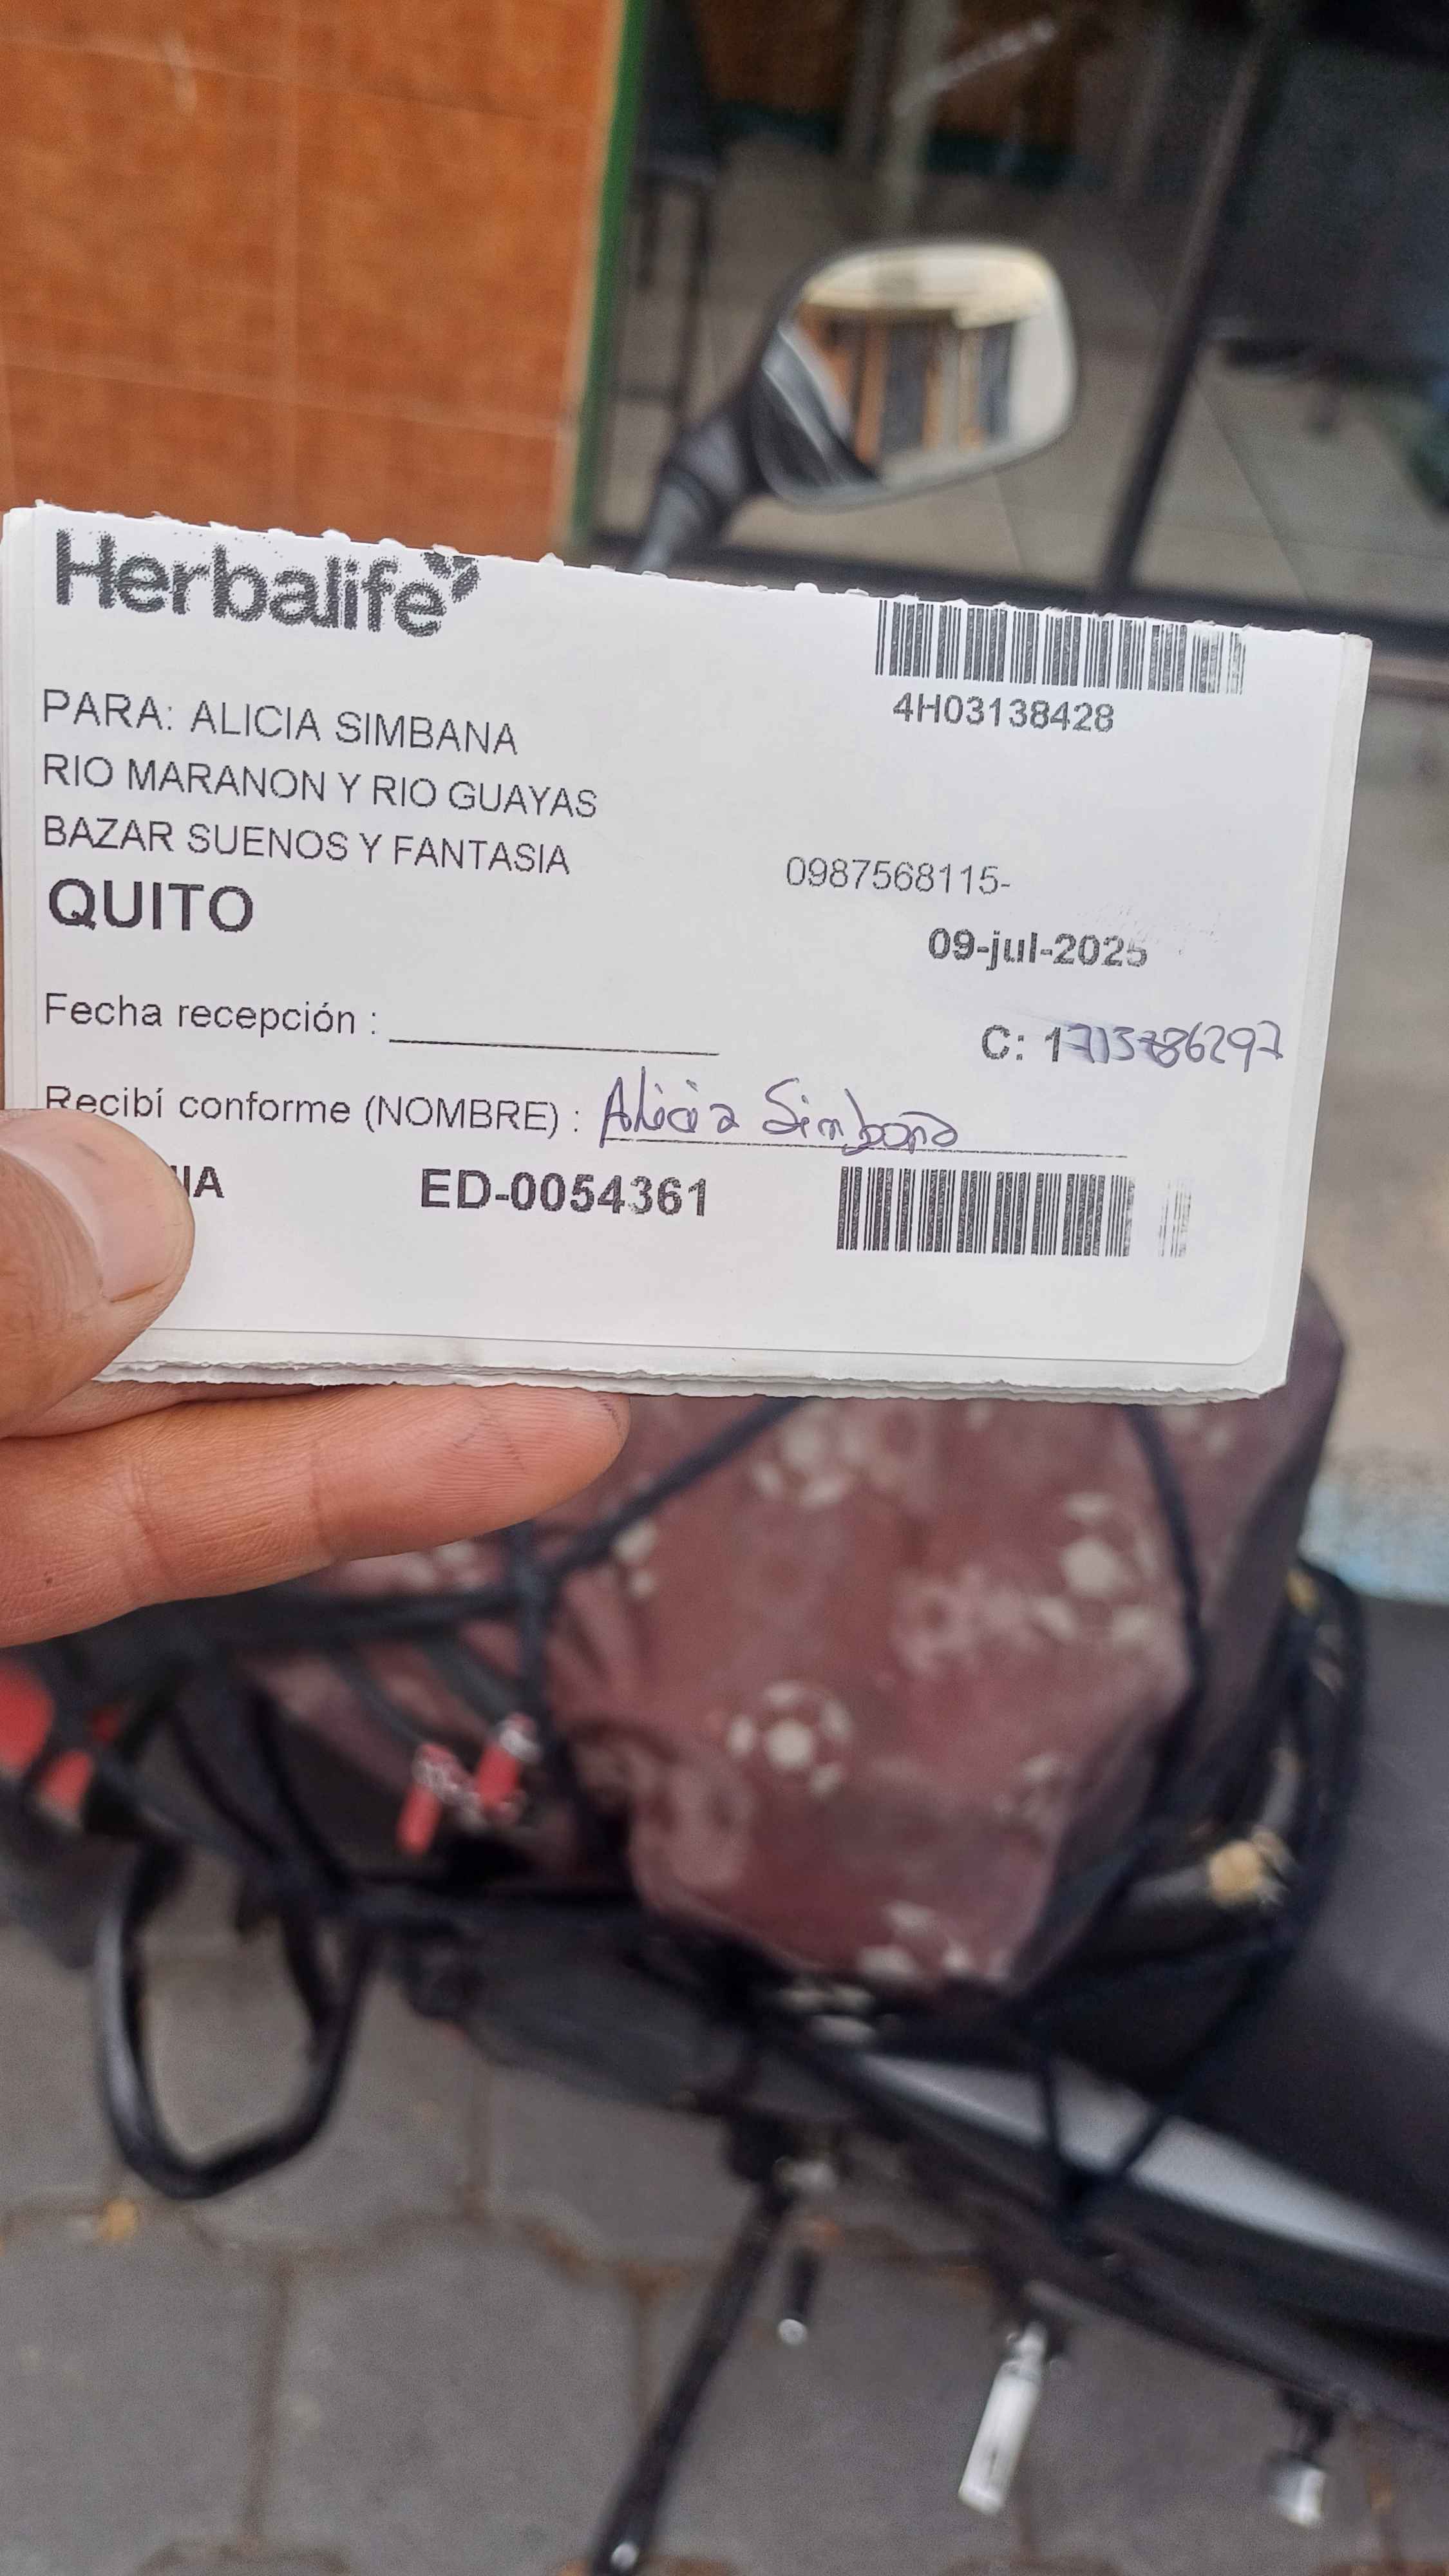 Herbalife
4H03138428
PARA: ALICIA SIMBANA
RIO MARANON Y RIO GUAYAS
BAZAR SUENOS Y FANTASIA
0987568115-
QUITO
09-jul-2025
Fecha recepción :
C:
Recibí conforme (NOMBRE) : Alicia Simbaña
ED-0054361